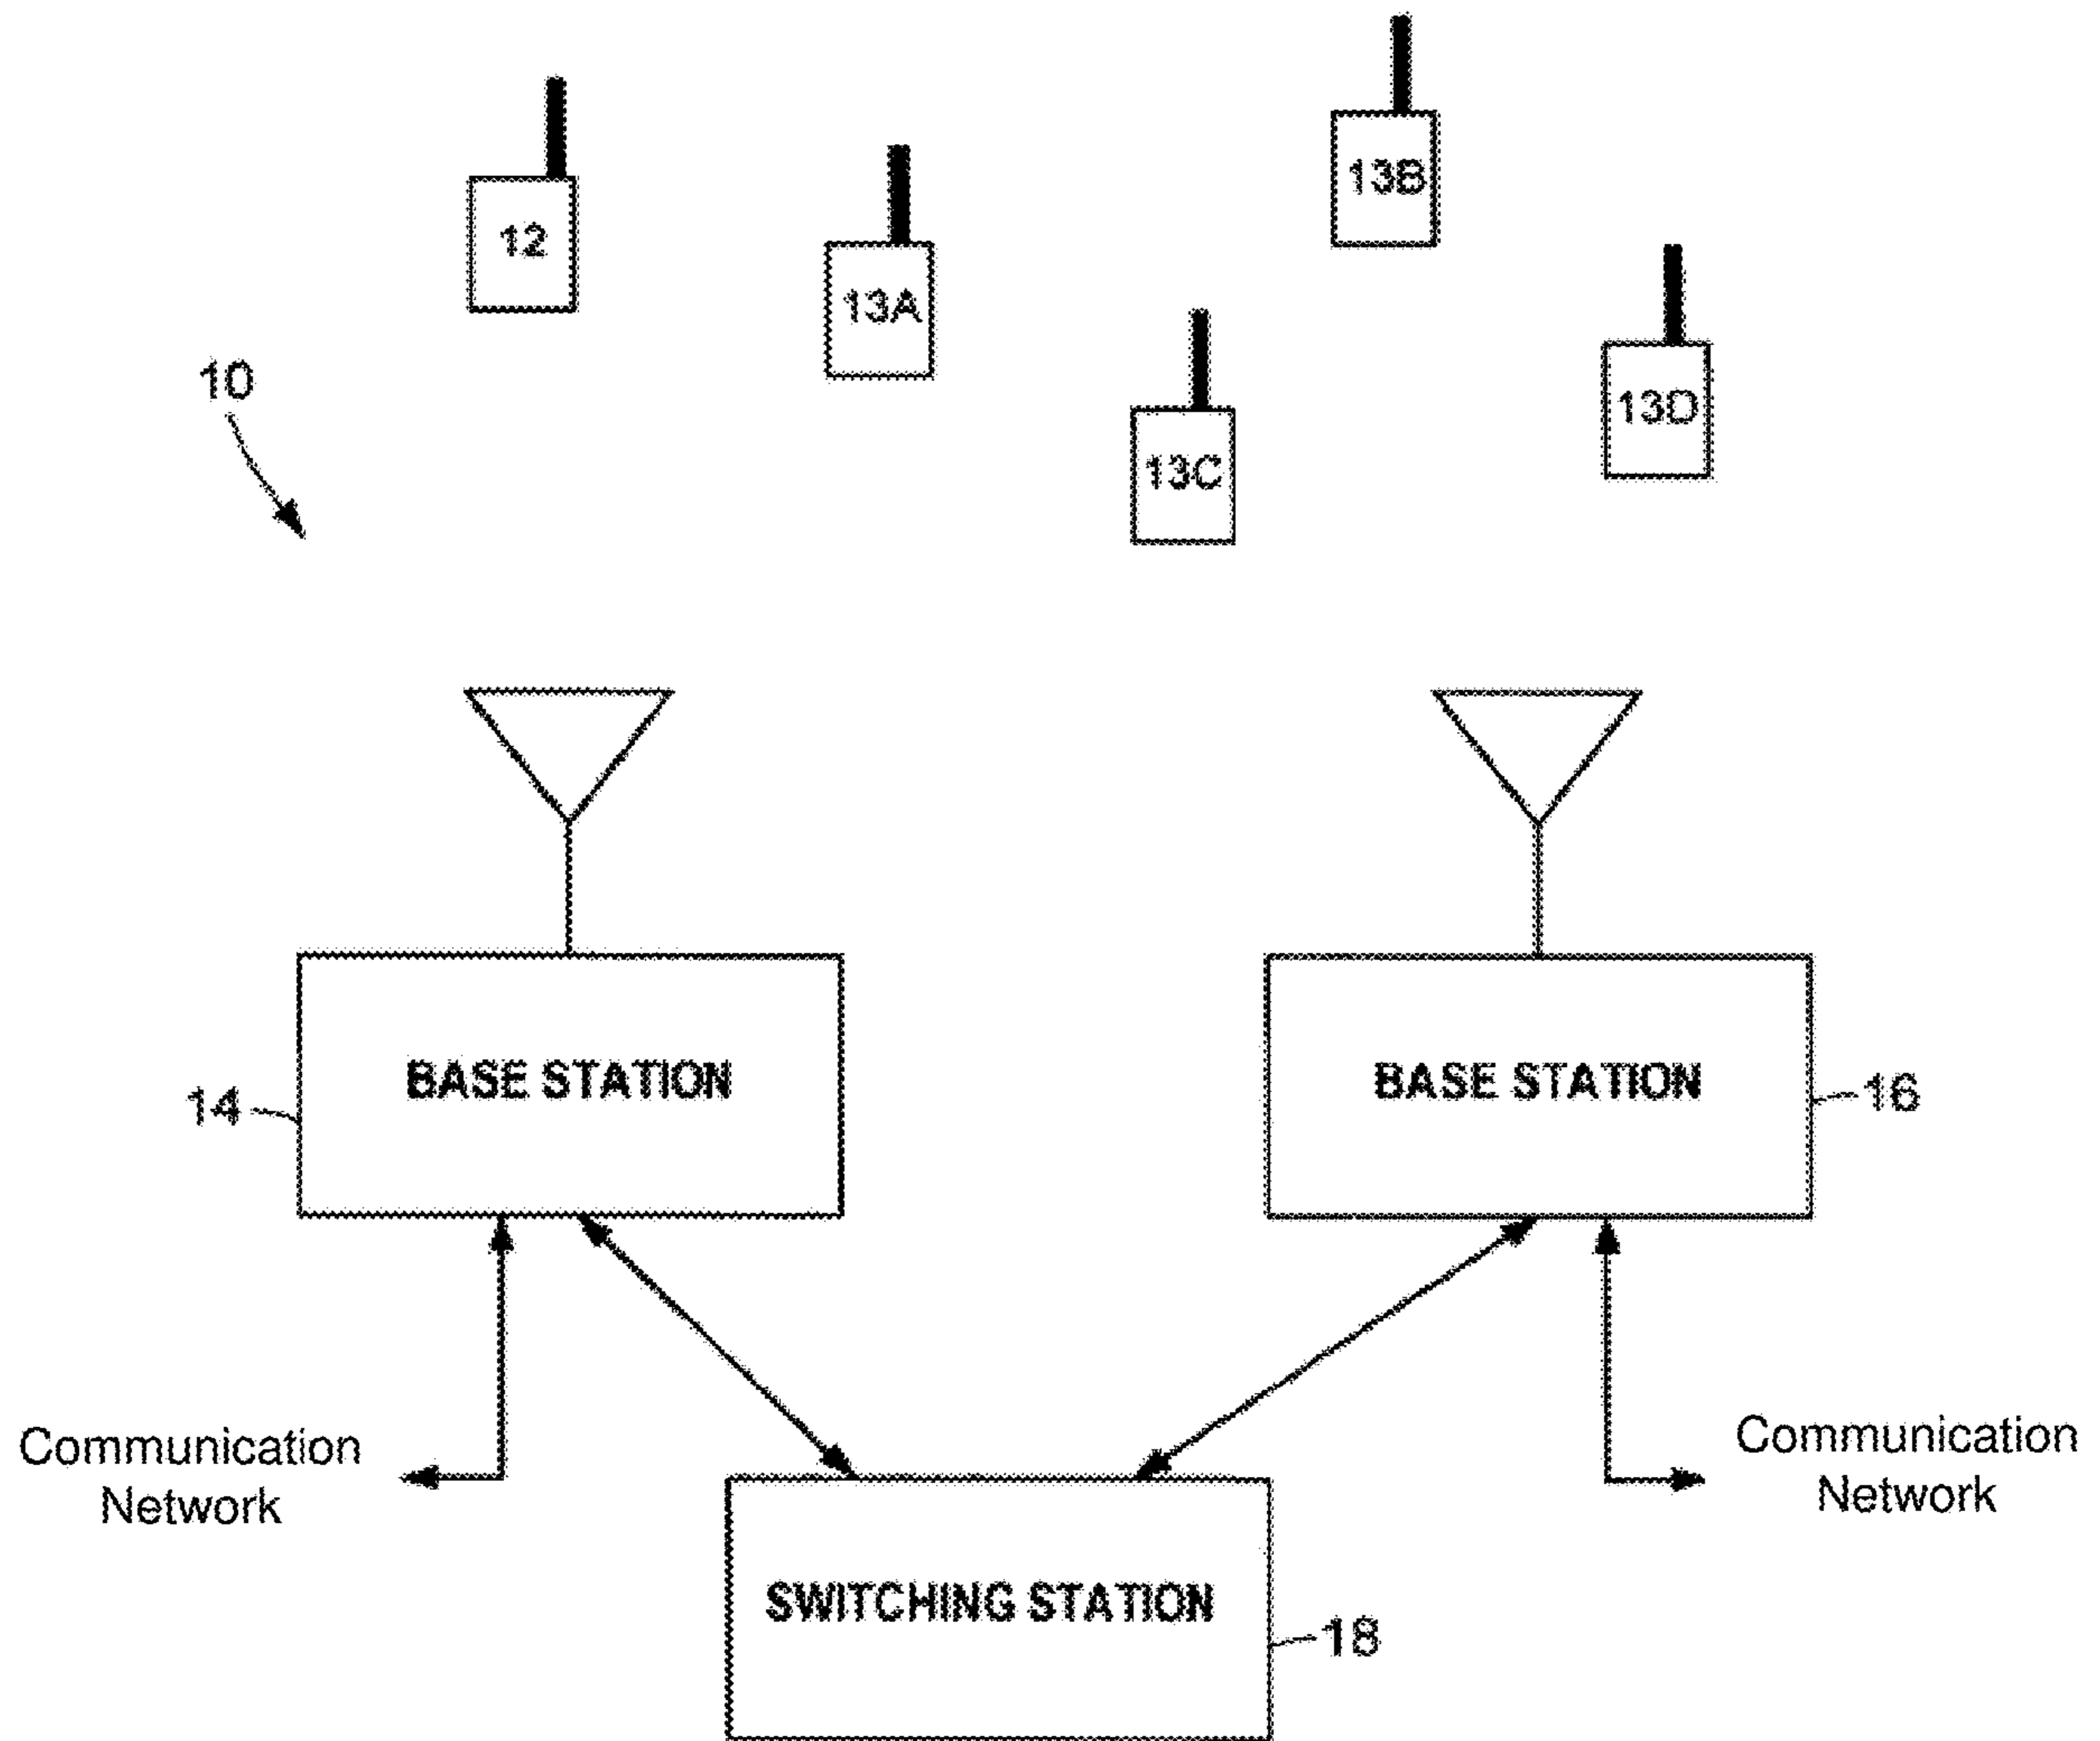 13B
12
13A
13D
10
13C
BASE STATION
BASE STATION
14
16
Communication
Network
Communication
Network
SWITCHING STATION
18